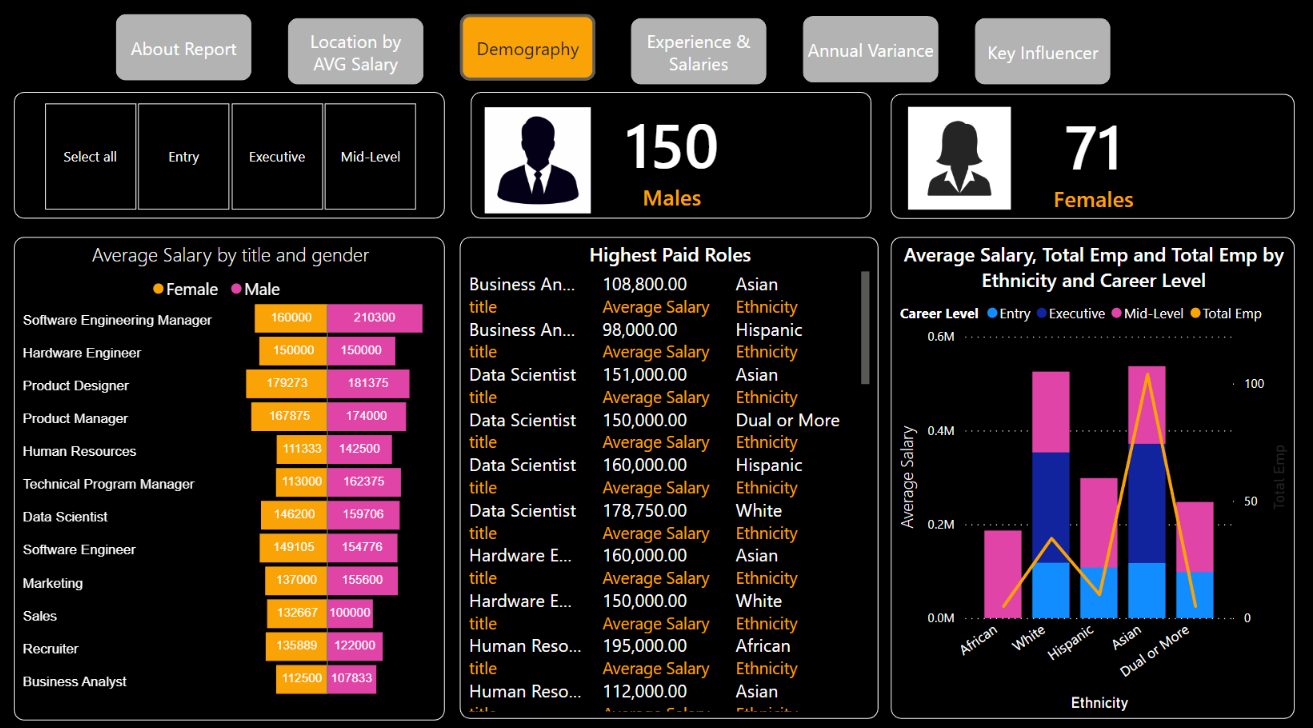 About Report
Location by
AVG Salary
Demography
Experience &
Salaries
Annual Variance
Key Influencer
Select all
Entry
Executive
Mid-Level
150
Males
71
Females
Average Salary by title and gender
Female Male
Software Engineering Manager 160000 210300
Hardware Engineer 150000 150000
Product Designer 179273 181375
Product Manager 167875 174000
Human Resources 111333 142500
Technical Program Manager 113000 162375
Data Scientist 146200 159706
Software Engineer 149105 154776
Marketing 137000 155600
Sales 132667 100000
Recruiter 135889 122000
Business Analyst 112500 107833
Highest Paid Roles
Business An... 108,800.00 Asian
title Average Salary Ethnicity
Business An... 98,000.00 Hispanic
title Average Salary Ethnicity
Data Scientist 151,000.00 Asian
title Average Salary Ethnicity
Data Scientist 150,000.00 Dual or More
title Average Salary Ethnicity
Data Scientist 160,000.00 Hispanic
title Average Salary Ethnicity
Data Scientist 178,750.00 White
title Average Salary Ethnicity
Hardware E... 160,000.00 Asian
title Average Salary Ethnicity
Hardware E... 150,000.00 White
title Average Salary Ethnicity
Human Reso... 195,000.00 African
title Average Salary Ethnicity
Human Reso... 112,000.00 Asian
title Average Salary Ethnicity
Average Salary, Total Emp and Total Emp by
Ethnicity and Career Level
Career Level Entry Executive Mid-Level Total Emp
0.6M
0.4M
0.2M
0.0M
Average Salary
100
50
0
Total Emp
African
White
Hispanic
Asian
Dual or More
Ethnicity